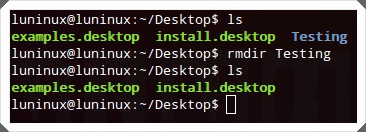 luninux@luninux:~/Desktop$ ls
examples.desktop  install.desktop  Testing
luninux@luninux:~/Desktop$ rmdir Testing
luninux@luninux:~/Desktop$ ls
examples.desktop  install.desktop
luninux@luninux:~/Desktop$